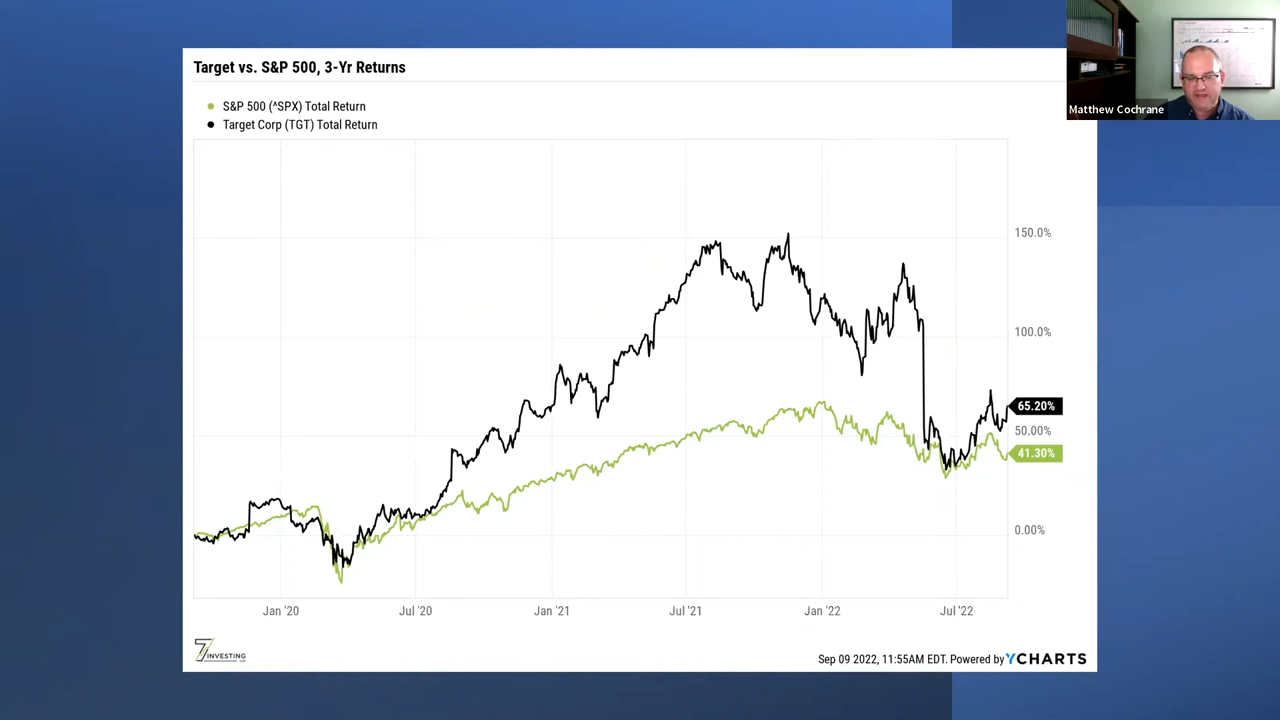 Target vs. S&P 500, 3-Yr Returns
S&P 500 (^SPX) Total Return
Target Corp (TGT) Total Return
Matthew Cochrane
150.0%
100.0%
65.20%
50.00%
41.30%
0.00%
Jan '20
Jul '20
Jan '21
Jul '21
Jan '22
Jul '22
7INVESTING
Sep 09 2022, 11:55AM EDT. Powered by YCHARTS